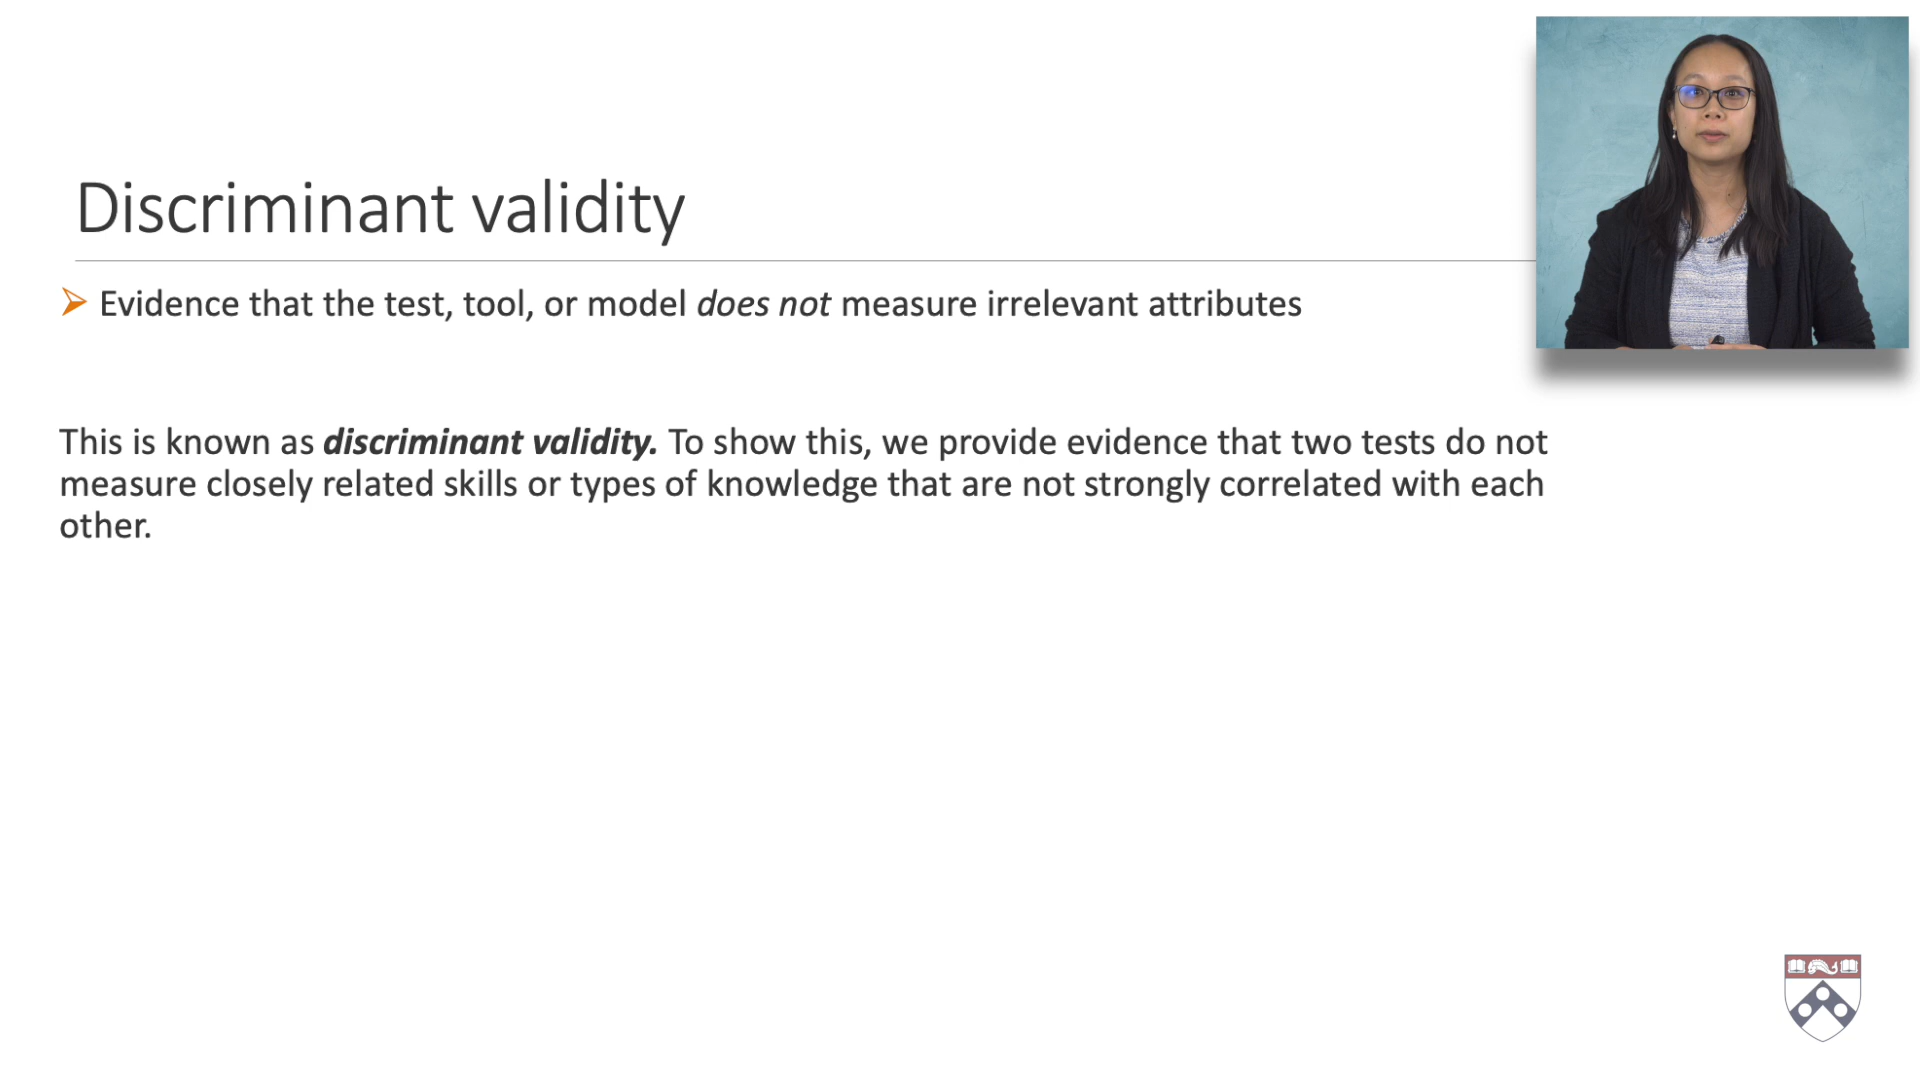 Discriminant validity
Evidence that the test, tool, or model does not measure irrelevant attributes
This is known as discriminant validity. To show this, we provide evidence that two tests do not
measure closely related skills or types of knowledge that are not strongly correlated with each
other.